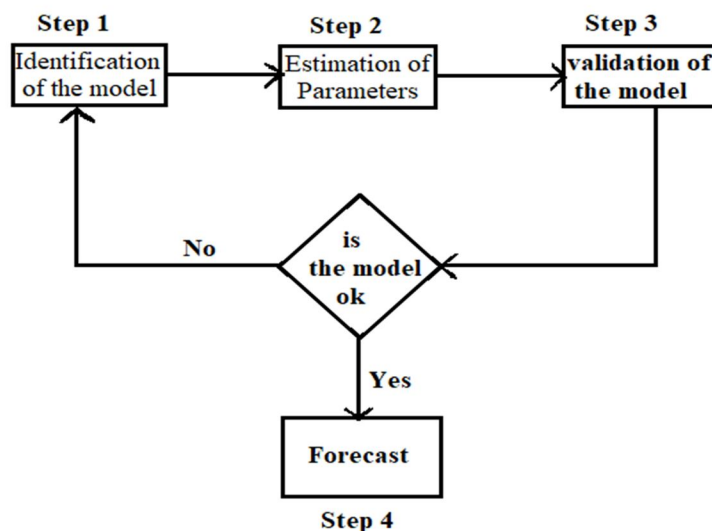 Step 1
Identification
of the model
Step 2
Estimation of
Parameters
Step 3
validation of
the model
is
the model
ok
No
Yes
Forecast
Step 4